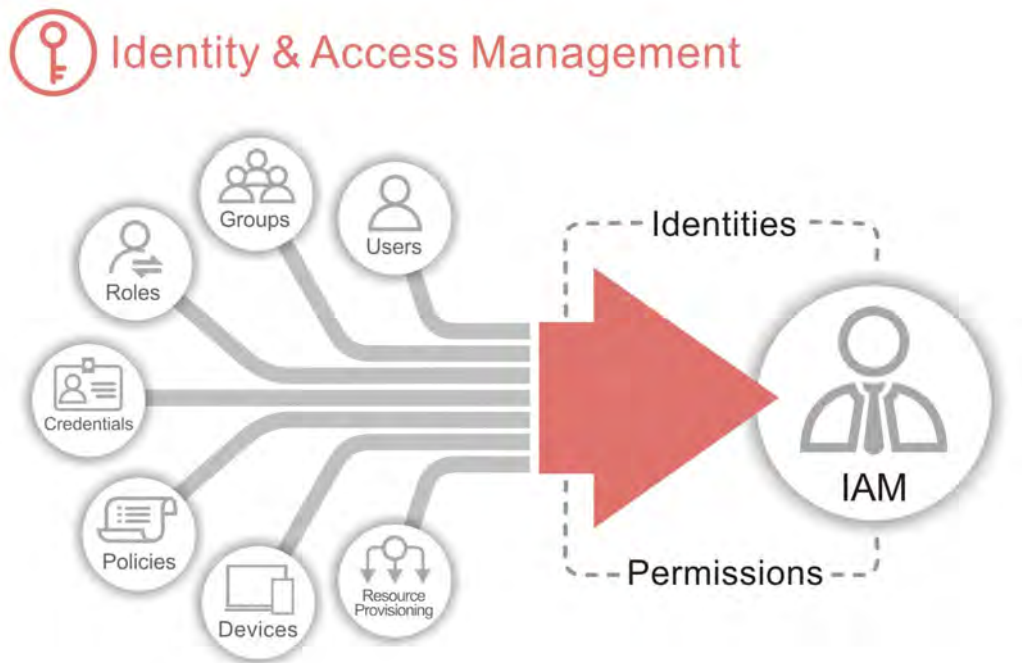 Identity & Access Management
Groups
Users
Roles
Credentials
Policies
Devices
Resource
Provisioning
Identities
IAM
Permissions